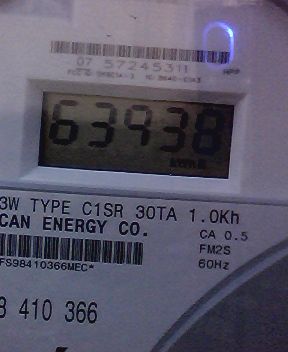 07 57245311
63938
3W TYPE C1SR 30TA 1.0Kh
CAN ENERGY CO.
CA 0.5
FM2S
FS98410366MEC*
60Hz
8 410 366